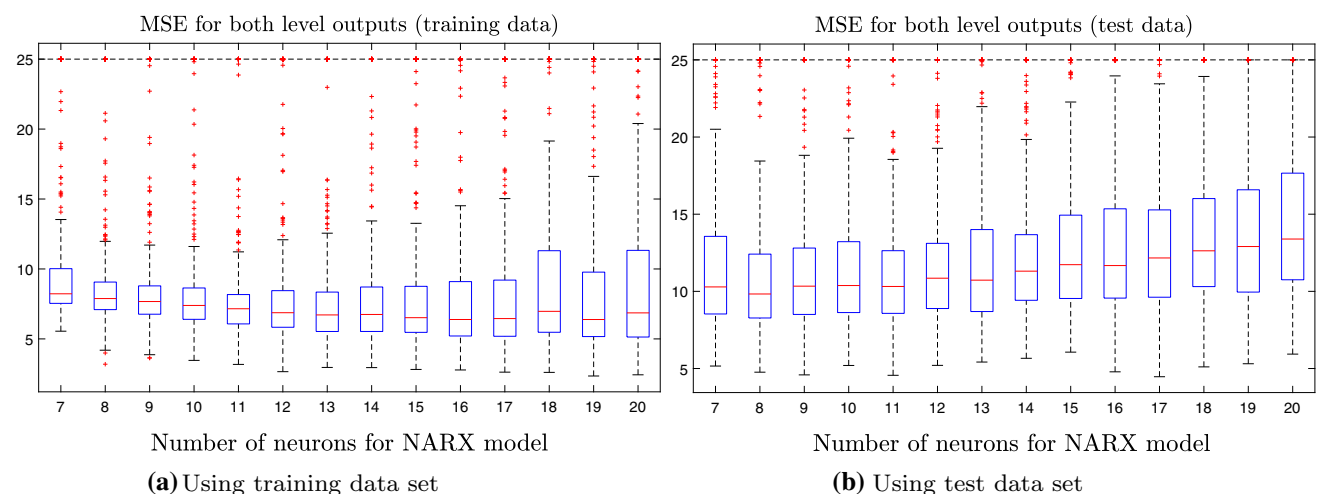 MSE for both level outputs (training data)
25
20
15
10
5
7 8 9 10 11 12 13 14 15 16 17 18 19 20
Number of neurons for NARX model
(a) Using training data set
MSE for both level outputs (test data)
25
20
15
10
5
7 8 9 10 11 12 13 14 15 16 17 18 19 20
Number of neurons for NARX model
(b) Using test data set